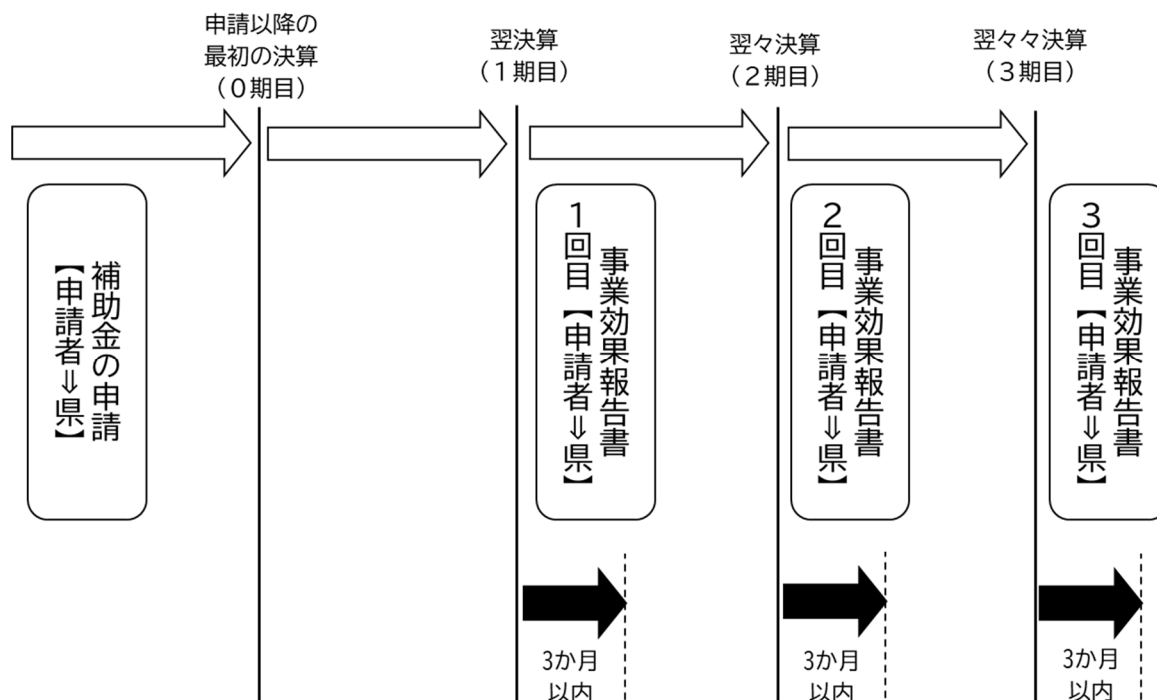 申請以降の
最初の決算
（０期目）
翌決算
（１期目）
翌々決算
（２期目）
翌々々決算
（３期目）
補助金の申請
【申請者⇓県】
事業効果報告書
１回目【申請者⇓県】
事業効果報告書
２回目【申請者⇓県】
事業効果報告書
３回目【申請者⇓県】
3か月
以内
3か月
以内
3か月
以内